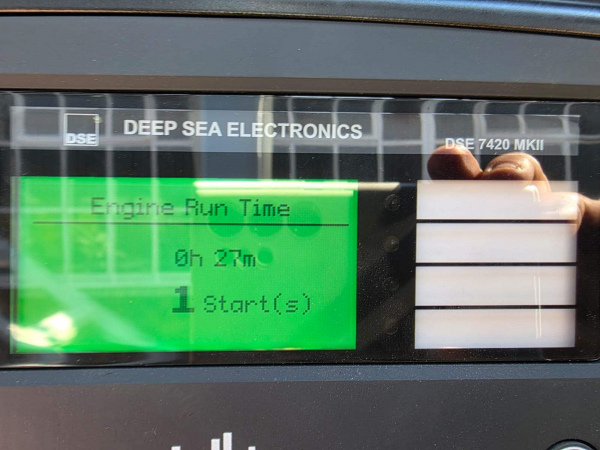 DSE
DEEP SEA ELECTRONICS
DSE 7420 MKII
Engine Run Time
0h 27m
1 Start(s)